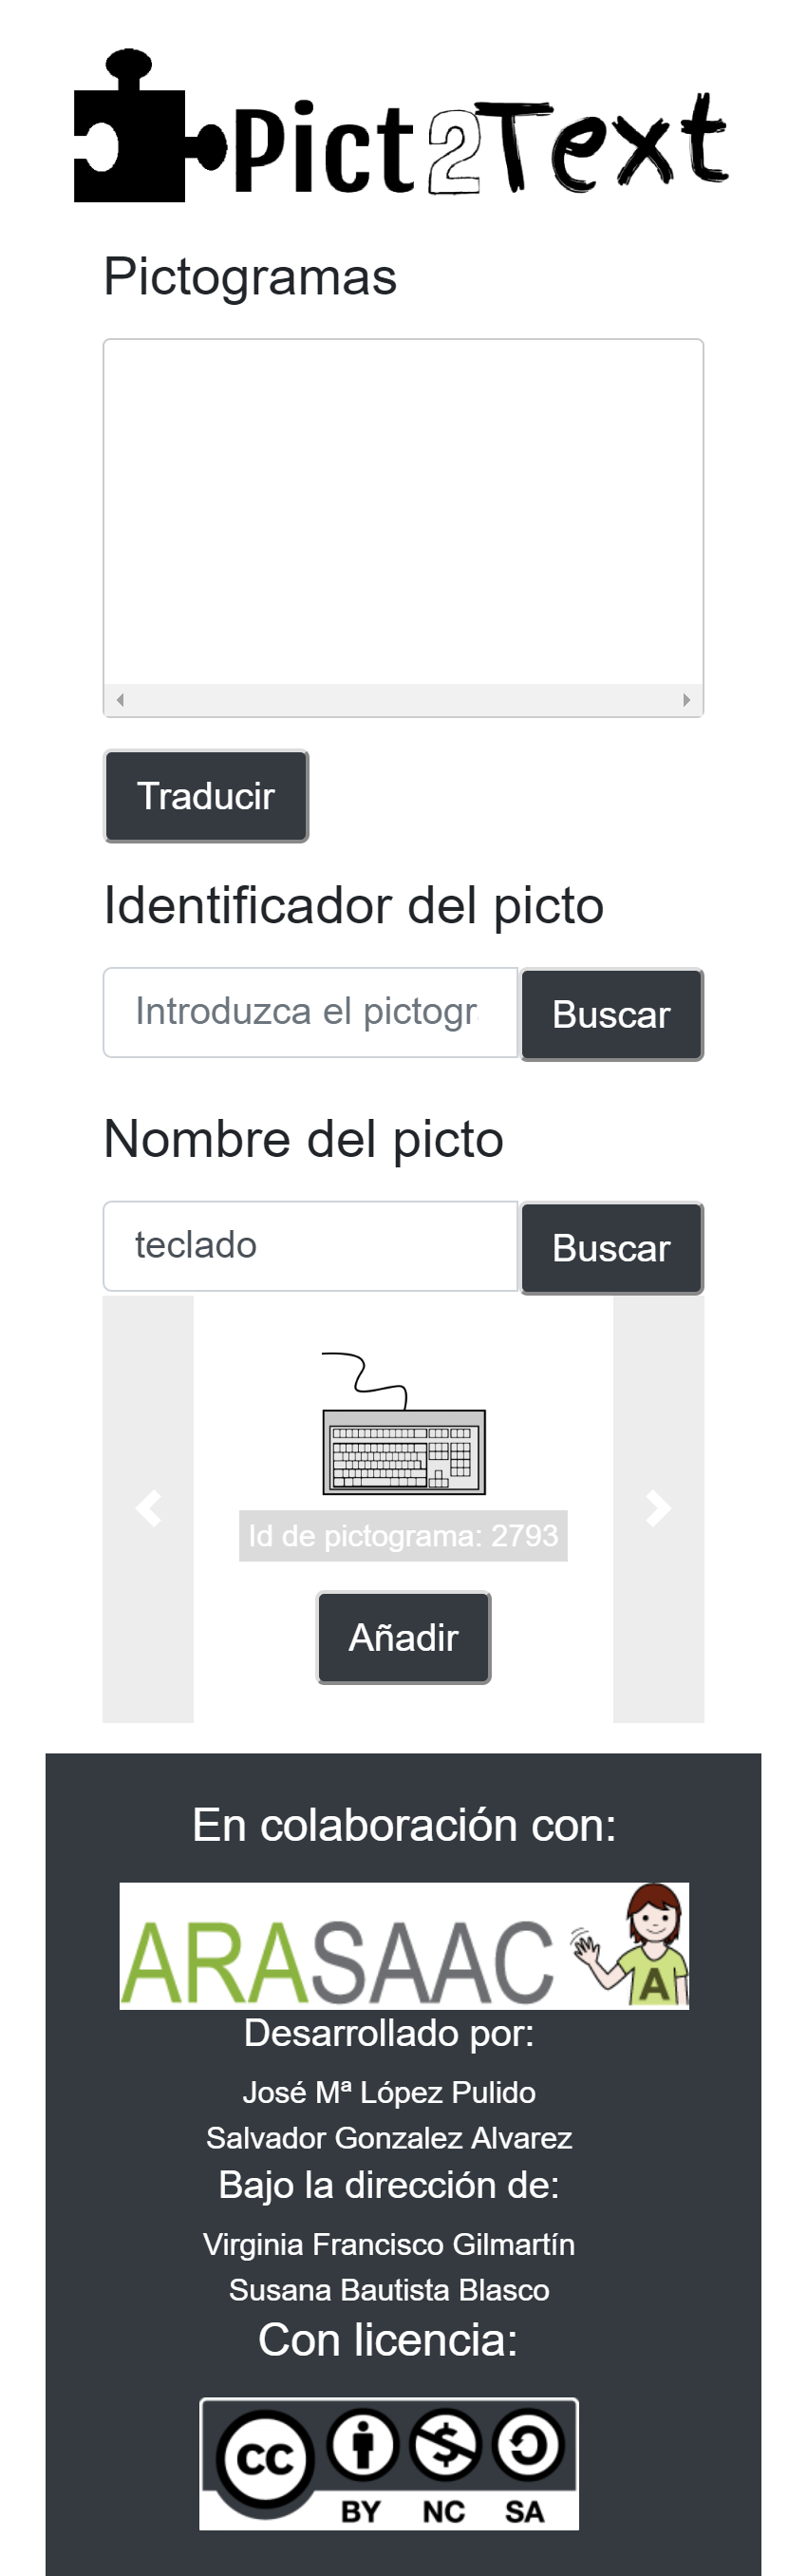 Pict2Text
Pictogramas
Traducir
Identificador del picto
Introduzca el pictogr
Buscar
Nombre del picto
teclado
Buscar
Id de pictograma: 2793
Añadir
En colaboración con:
ARASAAC
A
Desarrollado por:
José Mª López Pulido
Salvador Gonzalez Alvarez
Bajo la dirección de:
Virginia Francisco Gilmartín
Susana Bautista Blasco
Con licencia:
CC
BY NC SA